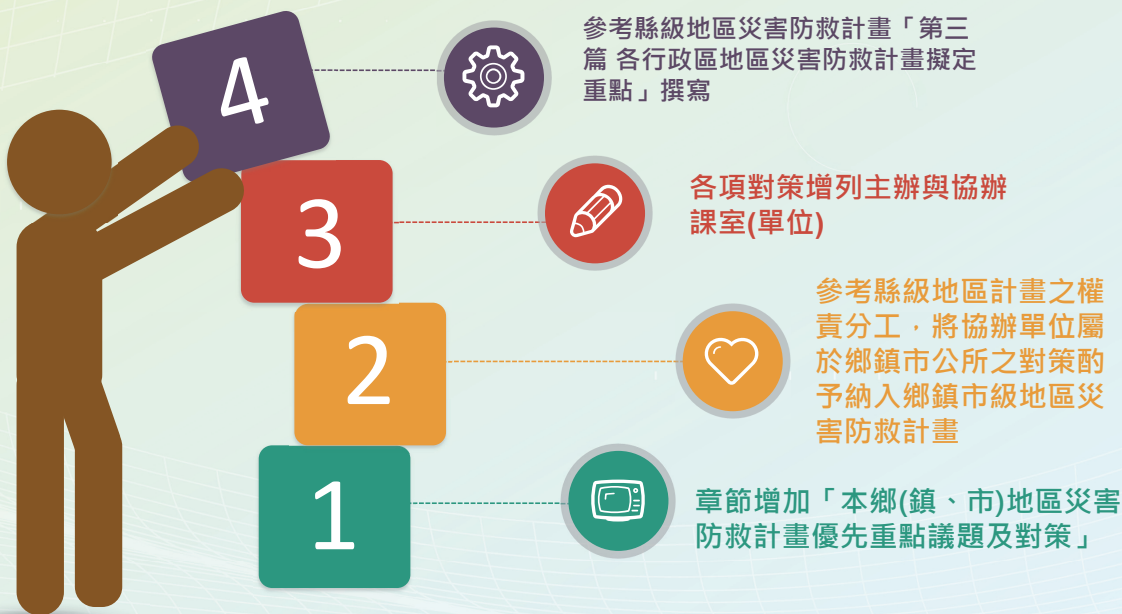 4
參考縣級地區災害防救計畫「第三
篇 各行政區地區災害防救計畫擬定
重點」撰寫
3
各項對策增列主辦與協辦
課室(單位)
2
參考縣級地區計畫之權
責分工，將協辦單位屬
於鄉鎮市公所之對策酌
予納入鄉鎮市級地區災
害防救計畫
1
章節增加「本鄉(鎮、市)地區災害
防救計畫優先重點議題及對策」